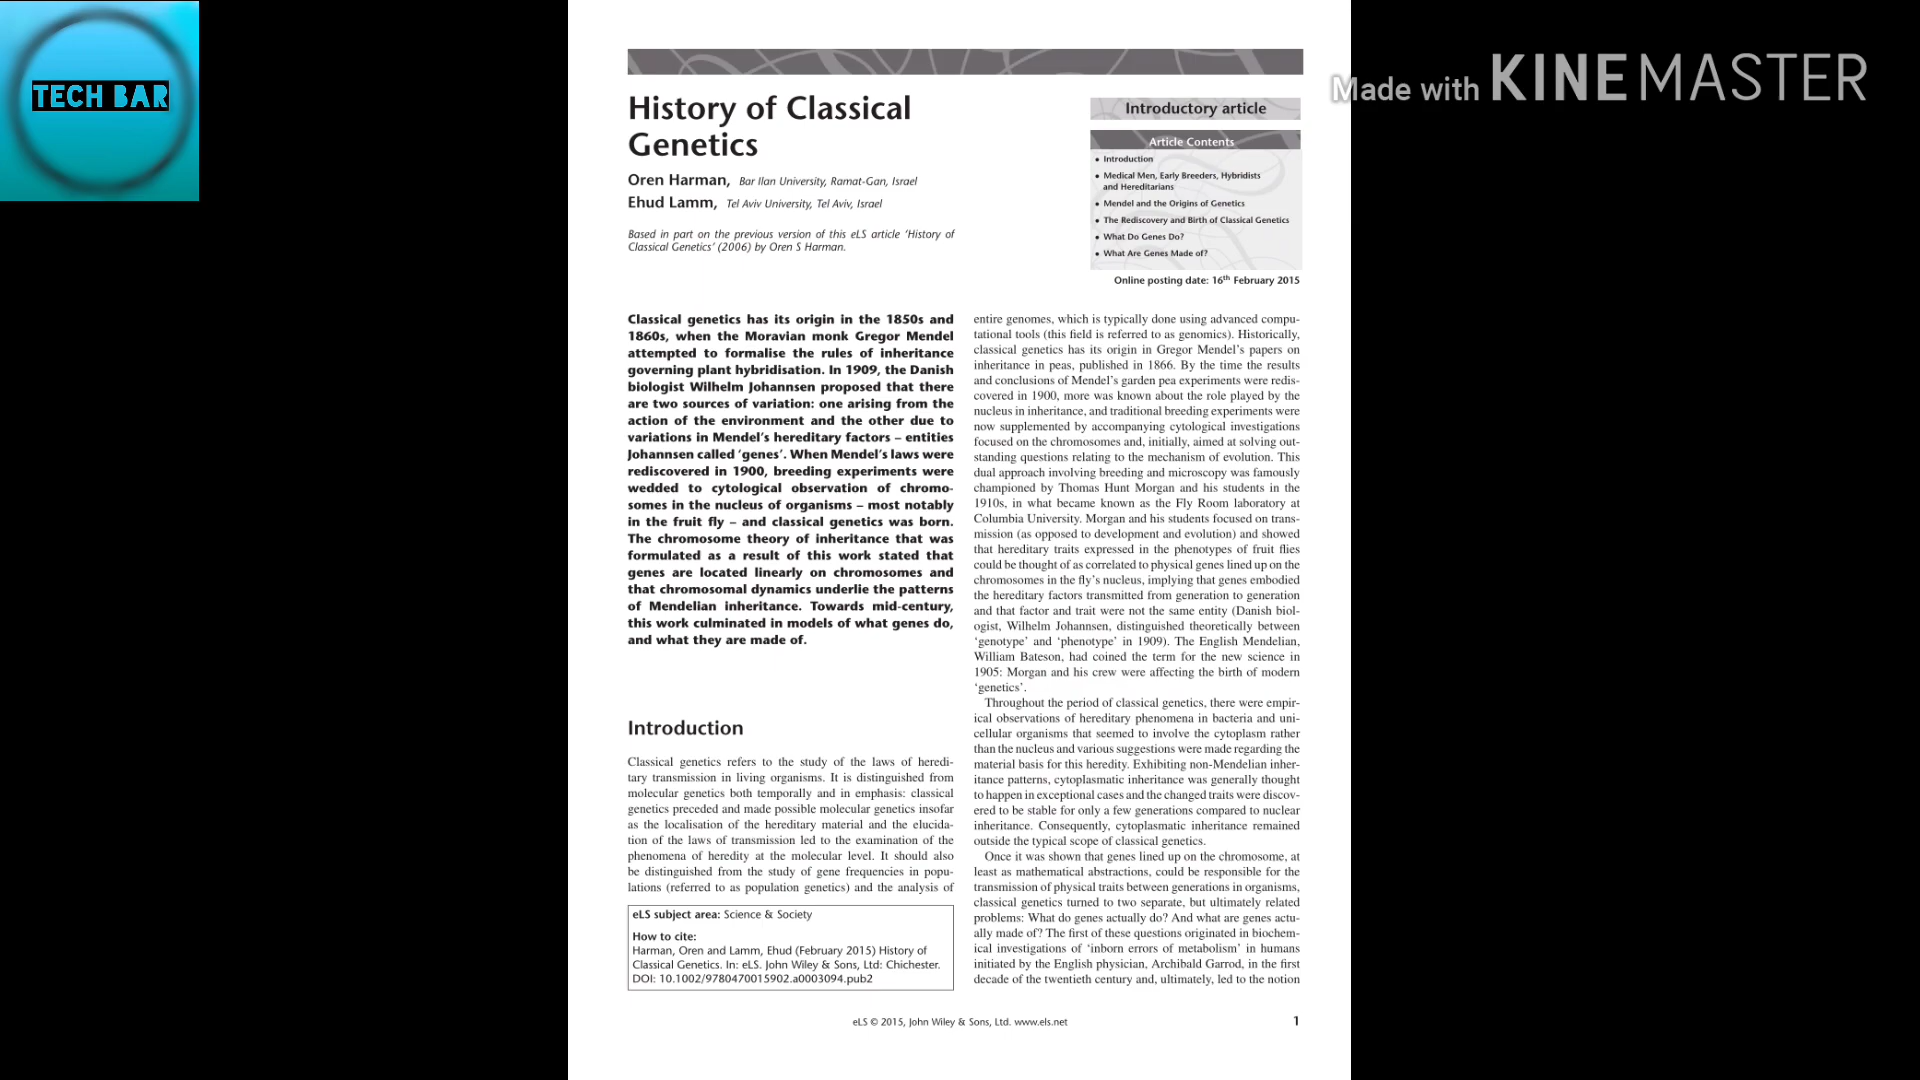 TECH BAR
Made with KINEMASTER
History of Classical
Genetics
Oren Harman, Bar Ilan University, Ramat-Gan, Israel
Ehud Lamm, Tel Aviv University, Tel Aviv, Israel
Based in part on the previous version of this eLS article ‘History of
Classical Genetics’ (2006) by Oren S Harman.
Introductory article
Article Contents
• Introduction
• Medical Men, Early Breeders, Hybridists
and Hereditarians
• Mendel and the Origins of Genetics
• The Rediscovery and Birth of Classical Genetics
• What Do Genes Do?
• What Are Genes Made of?
Online posting date: 16th February 2015
Classical genetics has its origin in the 1850s and
1860s, when the Moravian monk Gregor Mendel
attempted to formalise the rules of inheritance
governing plant hybridisation. In 1909, the Danish
biologist Wilhelm Johannsen proposed that there
are two sources of variation: one arising from the
action of the environment and the other due to
variations in Mendel’s hereditary factors – entities
Johannsen called ‘genes’. When Mendel’s laws were
rediscovered in 1900, breeding experiments were
wedded to cytological observation of chromo-
somes in the nucleus of organisms – most notably
in the fruit fly – and classical genetics was born.
The chromosome theory of inheritance that was
formulated as a result of this work stated that
genes are located linearly on chromosomes and
that chromosomal dynamics underlie the patterns
of Mendelian inheritance. Towards mid-century,
this work culminated in models of what genes do,
and what they are made of.
Introduction
Classical genetics refers to the study of the laws of heredi-
tary transmission in living organisms. It is distinguished from
molecular genetics both temporally and in emphasis: classical
genetics preceded and made possible molecular genetics insofar
as the localisation of the hereditary material and the elucida-
tion of the laws of transmission led to the examination of the
phenomena of heredity at the molecular level. It should also
be distinguished from the study of gene frequencies in popu-
lations (referred to as population genetics) and the analysis of
eLS subject area: Science & Society
How to cite:
Harman, Oren and Lamm, Ehud (February 2015) History of
Classical Genetics. In: eLS. John Wiley & Sons, Ltd: Chichester.
DOI: 10.1002/9780470015902.a0003094.pub2
entire genomes, which is typically done using advanced compu-
tational tools (this field is referred to as genomics). Historically,
classical genetics has its origin in Gregor Mendel’s papers on
inheritance in peas, published in 1866. By the time the results
and conclusions of Mendel’s garden pea experiments were redis-
covered in 1900, more was known about the role played by the
nucleus in inheritance, and traditional breeding experiments were
now supplemented by accompanying cytological investigations
focused on the chromosomes and, initially, aimed at solving out-
standing questions relating to the mechanism of evolution. This
dual approach involving breeding and microscopy was famously
championed by Thomas Hunt Morgan and his students in the
1910s, in what became known as the Fly Room laboratory at
Columbia University. Morgan and his students focused on trans-
mission (as opposed to development and evolution) and showed
that hereditary traits expressed in the phenotypes of fruit flies
could be thought of as correlated to physical genes lined up on the
chromosomes in the fly’s nucleus, implying that genes embodied
the hereditary factors transmitted from generation to generation
and that factor and trait were not the same entity (Danish biol-
ogist, Wilhelm Johannsen, distinguished theoretically between
‘genotype’ and ‘phenotype’ in 1909). The English Mendelian,
William Bateson, had coined the term for the new science in
1905: Morgan and his crew were affecting the birth of modern
‘genetics’.
Throughout the period of classical genetics, there were empir-
ical observations of hereditary phenomena in bacteria and uni-
cellular organisms that seemed to involve the cytoplasm rather
than the nucleus and various suggestions were made regarding the
material basis for this heredity. Exhibiting non-Mendelian inher-
itance patterns, cytoplasmatic inheritance was generally thought
to happen in exceptional cases and the changed traits were discov-
ered to be stable for only a few generations compared to nuclear
inheritance. Consequently, cytoplasmatic inheritance remained
outside the typical scope of classical genetics.
Once it was shown that genes lined up on the chromosome, at
least as mathematical abstractions, could be responsible for the
transmission of physical traits between generations in organisms,
classical genetics turned to two separate, but ultimately related
problems: What do genes actually do? And what are genes actu-
ally made of? The first of these questions originated in biochem-
ical investigations of ‘inborn errors of metabolism’ in humans
initiated by the English physician, Archibald Garrod, in the first
decade of the twentieth century and, ultimately, led to the notion
eLS © 2015, John Wiley & Sons, Ltd. www.els.net
1